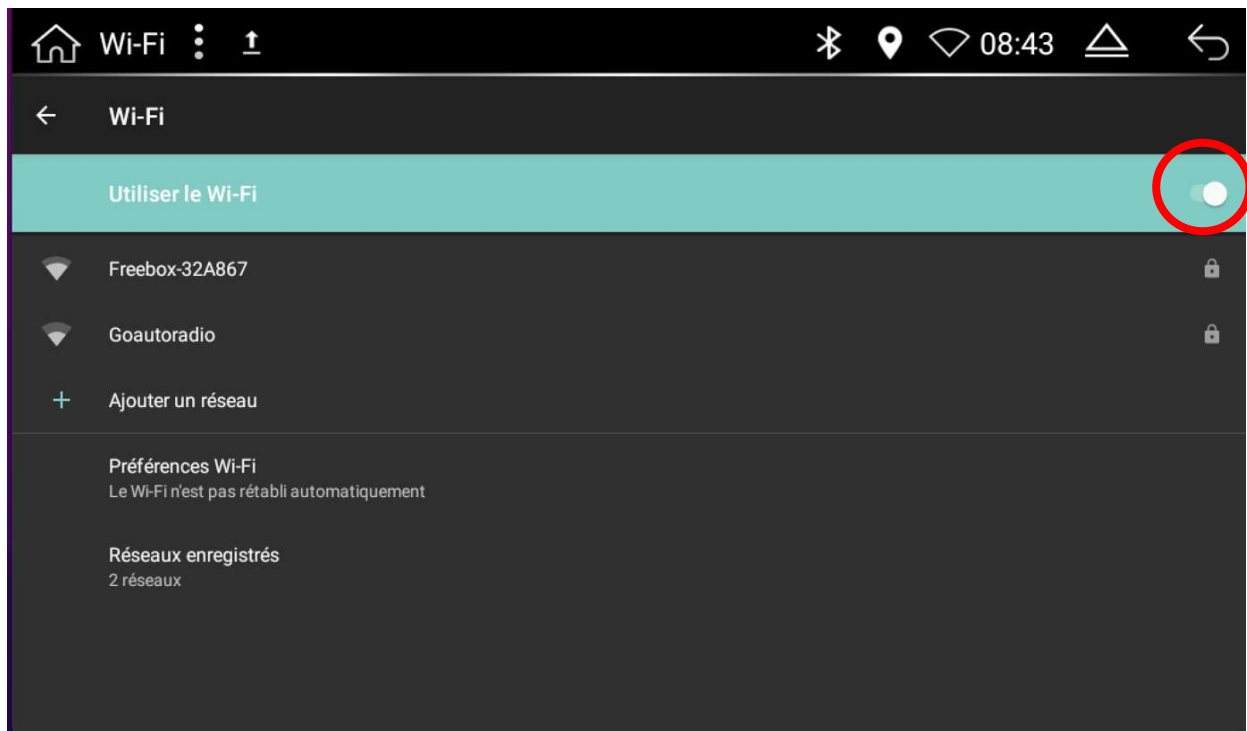 Wi-Fi 08:43
Wi-Fi
Utiliser le Wi-Fi
Freebox-32A867
Goautoradio
Ajouter un réseau
Préférences Wi-Fi
Le Wi-Fi n'est pas rétabli automatiquement
Réseaux enregistrés
2 réseaux